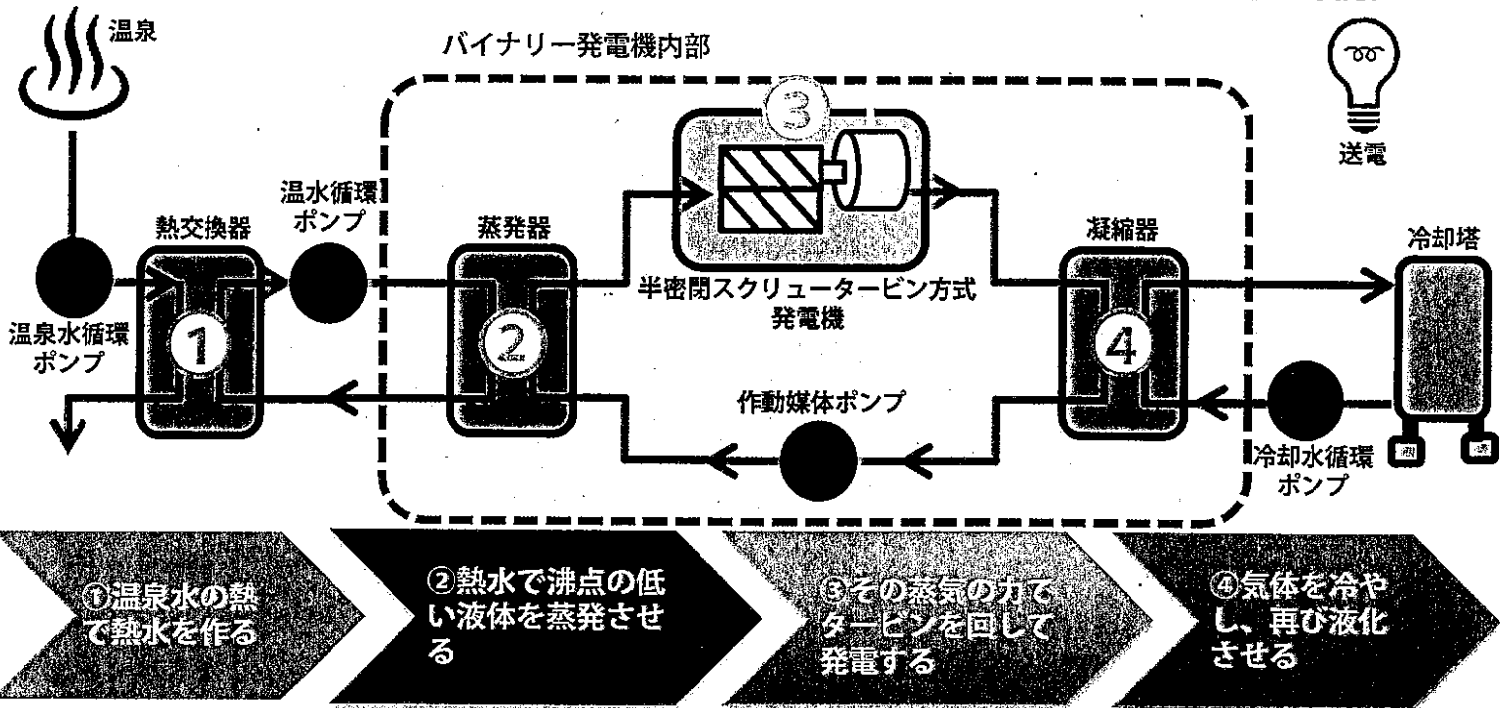 温泉
バイナリー発電機内部
③
送電
温水循環
ポンプ
熱交換器
蒸発器
凝縮器
冷却塔
半密閉スクリュータービン方式
発電機
温泉水循環
ポンプ
①
②
④
作動媒体ポンプ
冷却水循環
ポンプ
①温泉水の熱
で熱水を作る
②熱水で沸点の低
い液体を蒸発させ
る
③その蒸気の力で
タービンを回して
発電する
④気体を冷や
し、再び液化
させる